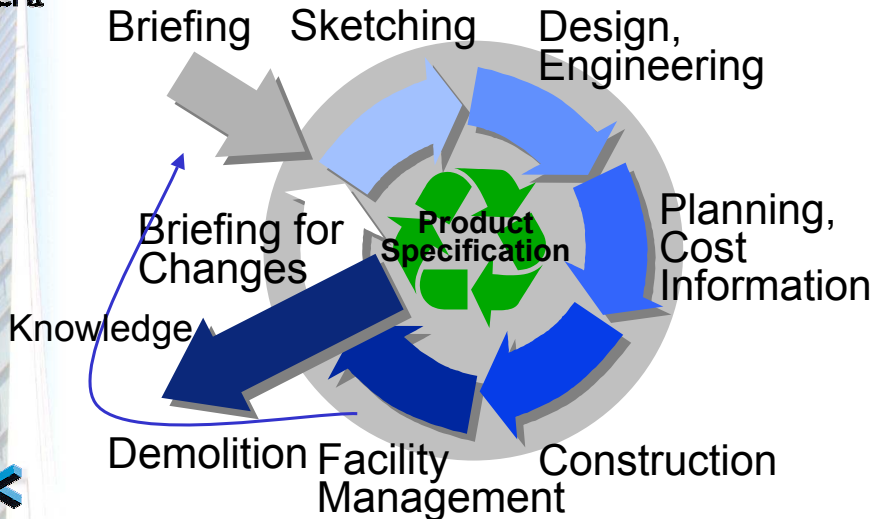 Briefing
Sketching
Design,
Engineering
Planning,
Cost
Information
Product
Specification
Briefing for
Changes
Knowledge
Demolition
Facility
Management
Construction